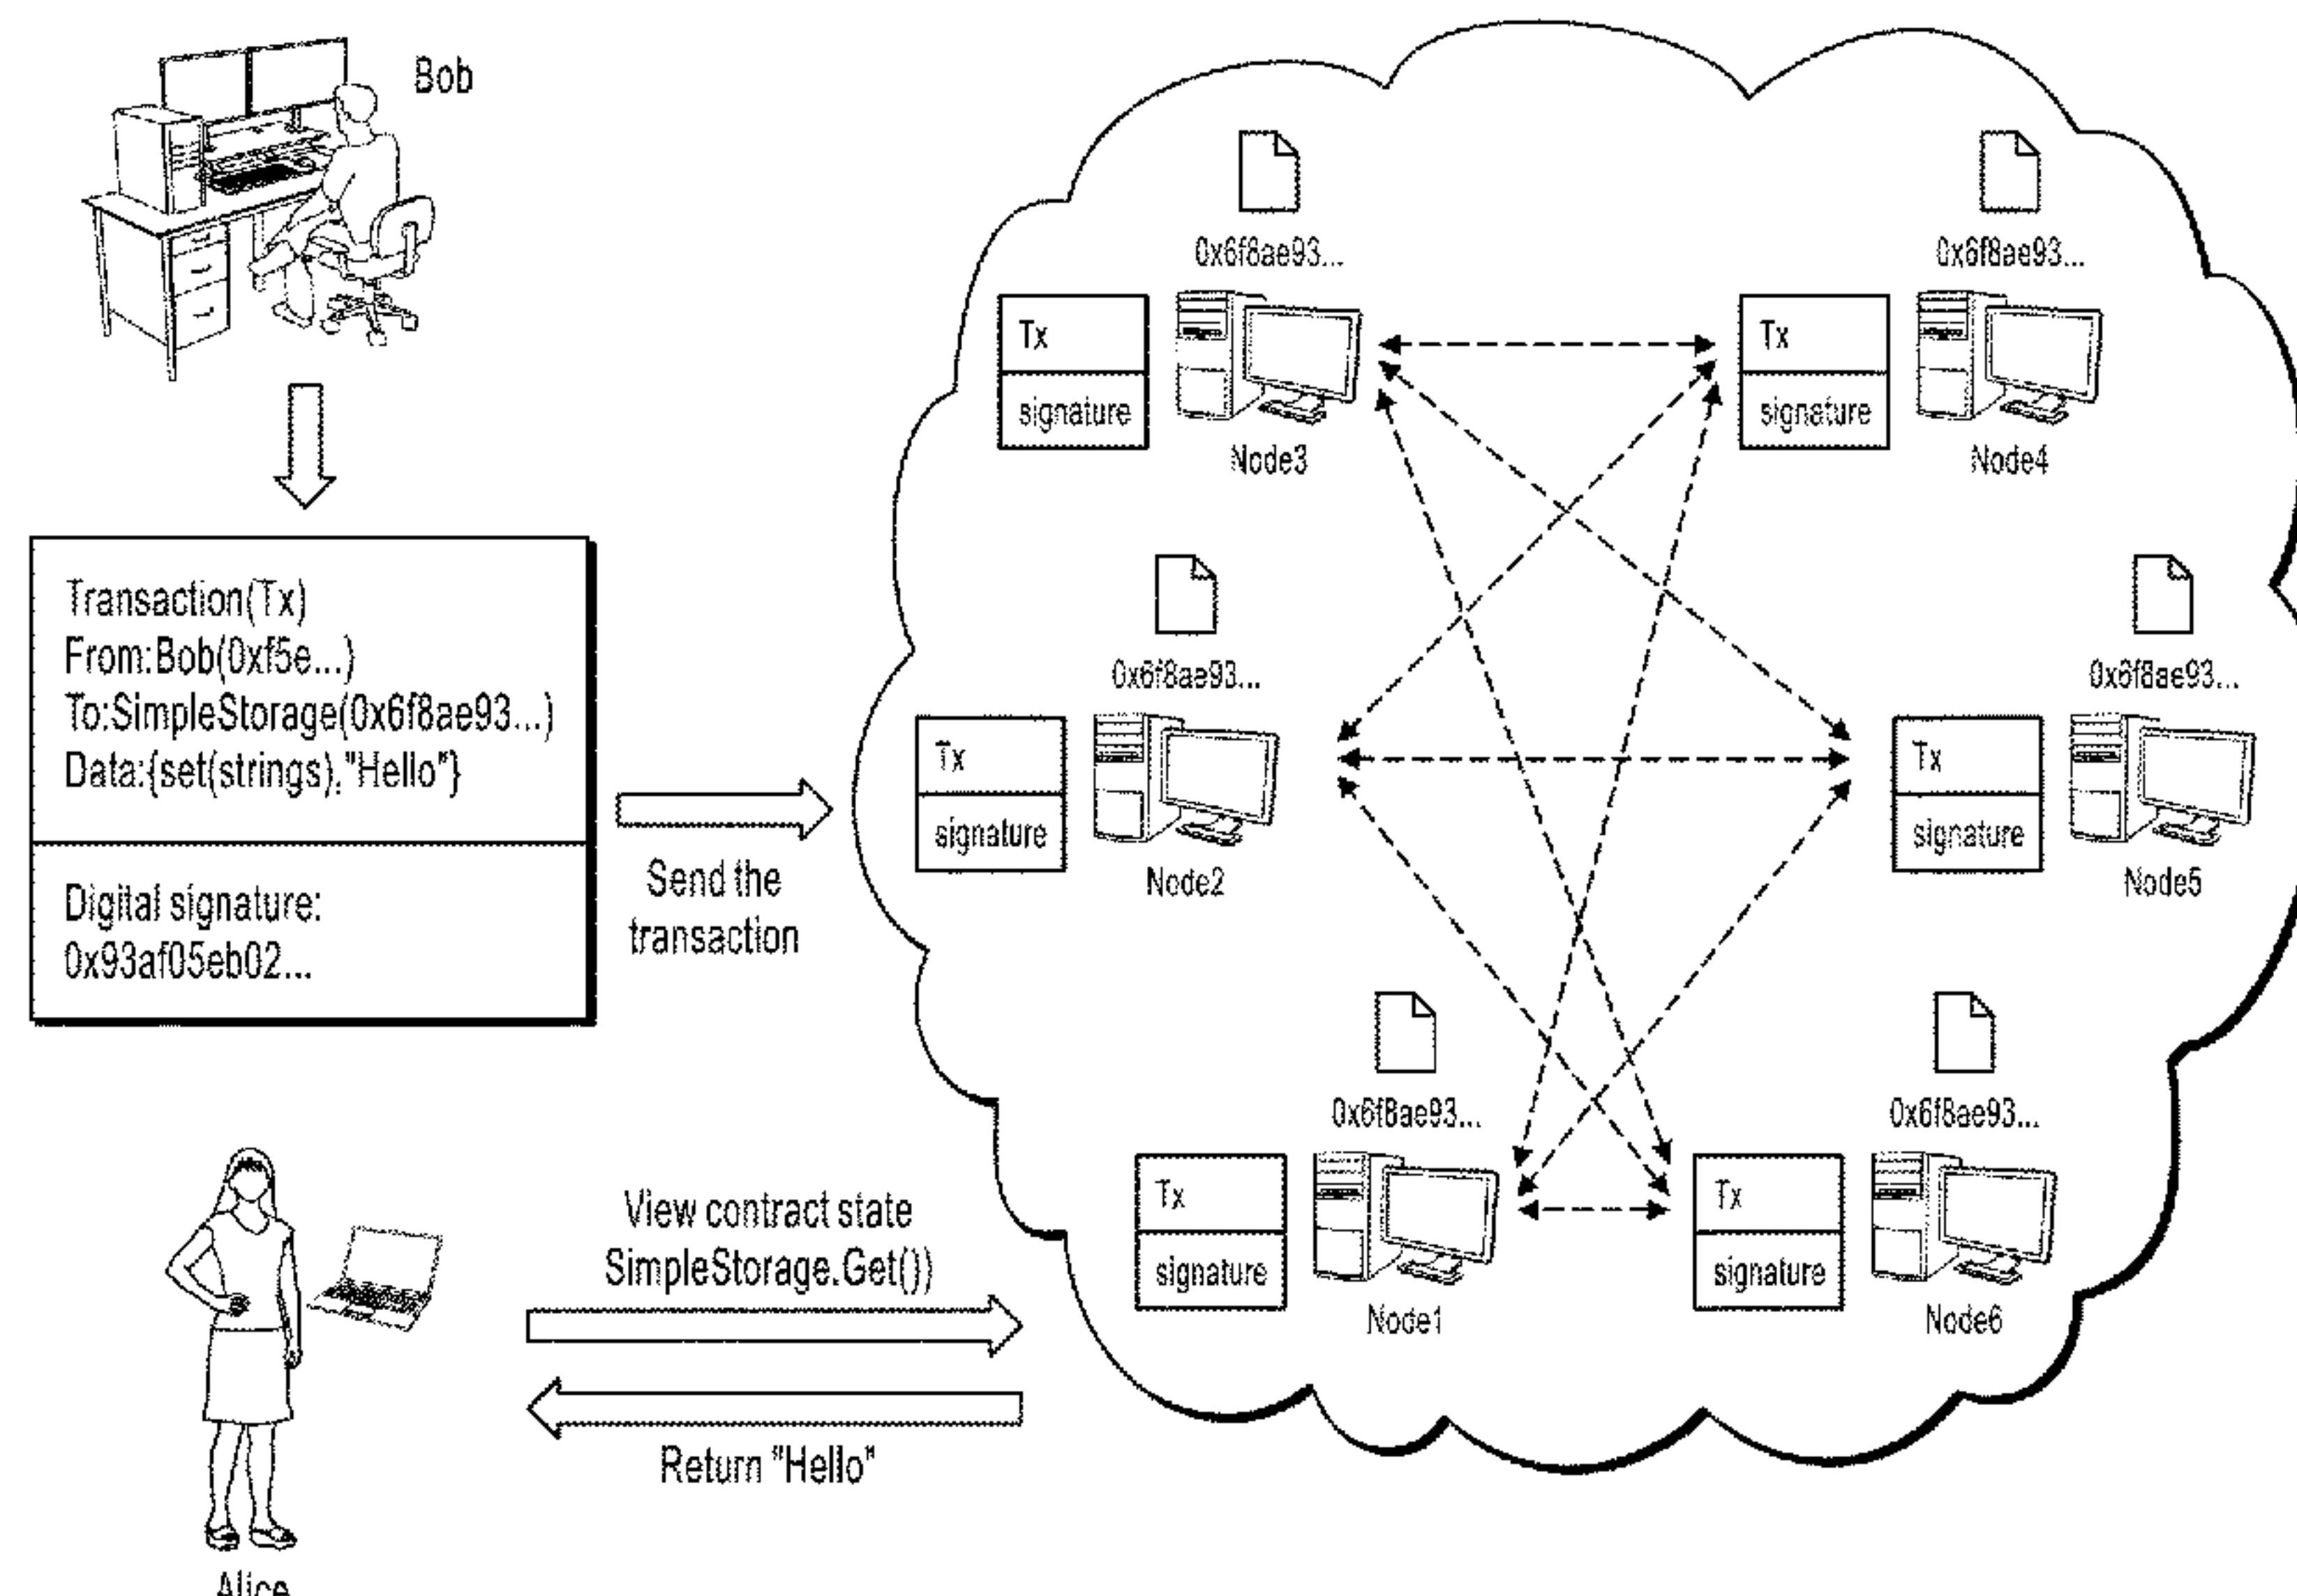 Bob
Transaction(Tx)
From:Bob(0xf5e...)
To:SimpleStorage(0x6f8ae93...)
Data:{set(strings),"Hello"}
Digital signature:
0x93af05eb02...
Send the
transaction
0x6f8ae93...
Tx
signature
Node3
0x6f8ae93...
Tx
signature
Node4
0x6f8ae93...
Tx
signature
Node2
0x6f8ae93...
Tx
signature
Node5
0x6f8ae93...
Tx
signature
Node1
0x6f8ae93...
Tx
signature
Node6
View contract state
SimpleStorage.Get())
Return "Hello"
Alice